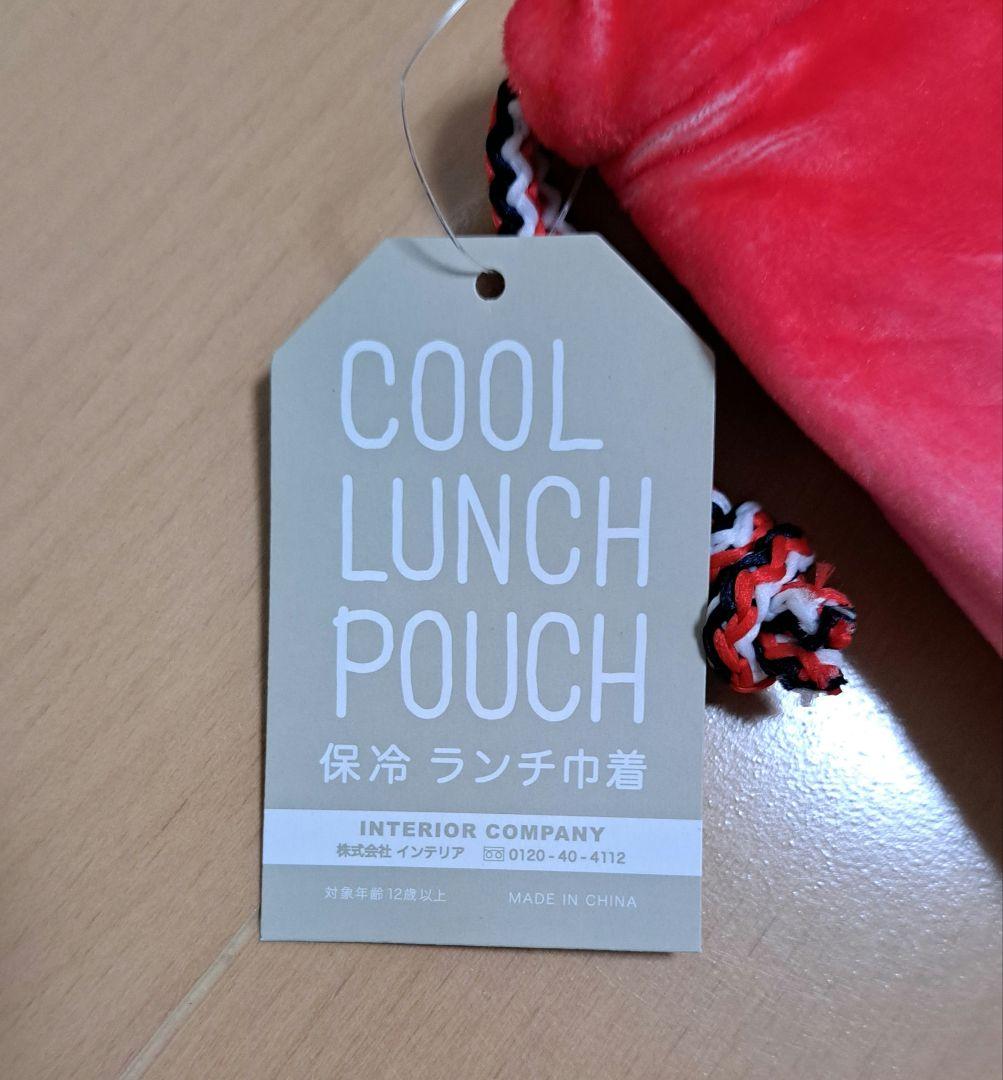 COOL
LUNCH
POUCH
保冷 ランチ巾着
INTERIOR COMPANY
株式会社 インテリア 0120-40-4112
対象年齢12歳以上 MADE IN CHINA